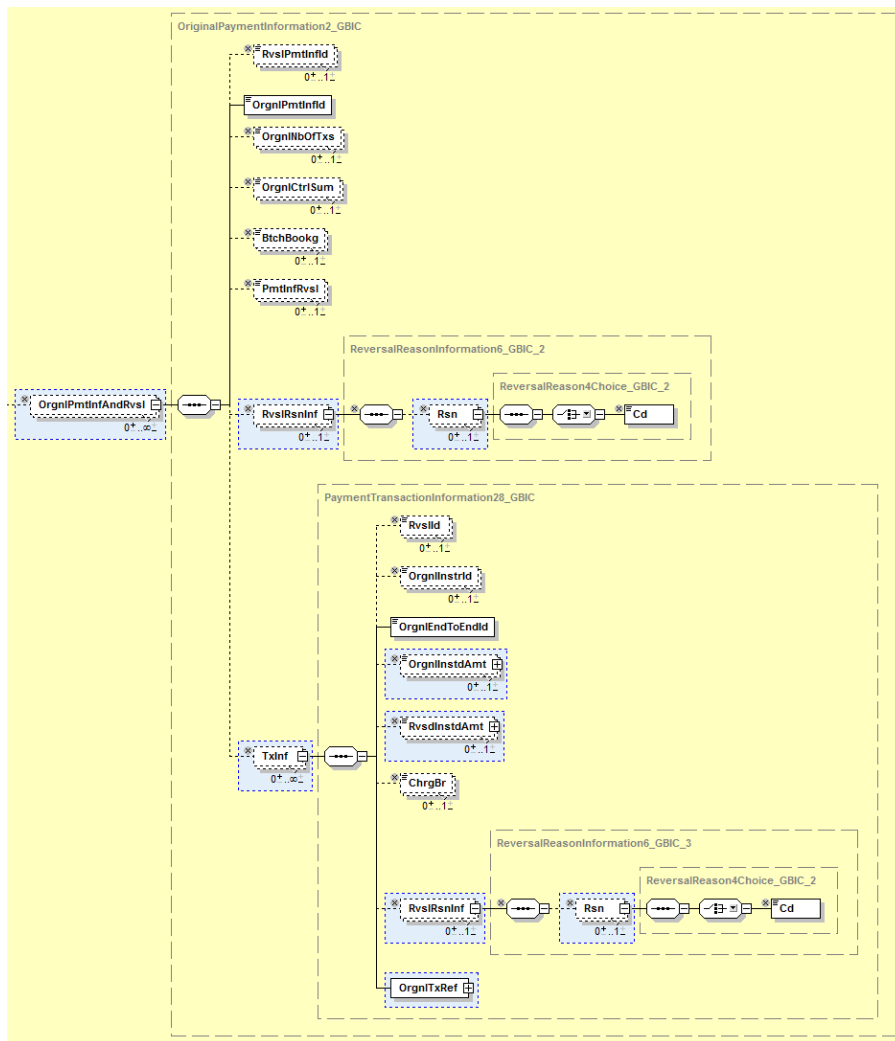 OriginalPaymentInformation2_GBIC
RvslPmtInfId
0..1
OrgnlPmtInfId
OrgnlNbOfTxs
0..1
OrgnlCtrlSum
0..1
BtchBookg
0..1
PmtInfRvsl
0..1
ReversalReasonInformation6_GBIC_2
ReversalReason4Choice_GBIC_2
OrgnlPmtInfAndRvsl
0..∞
RvslRsnInf
0..1
Rsn
0..1
Cd
PaymentTransactionInformation28_GBIC
RvslId
0..1
OrgnlInstrId
0..1
OrgnlEndToEndId
OrgnlInstdAmt
0..1
RvsdInstdAmt
0..1
TxInf
0..∞
ChrgBr
0..1
ReversalReasonInformation6_GBIC_3
ReversalReason4Choice_GBIC_2
RvslRsnInf
0..1
Rsn
0..1
Cd
OrgnlTxRef